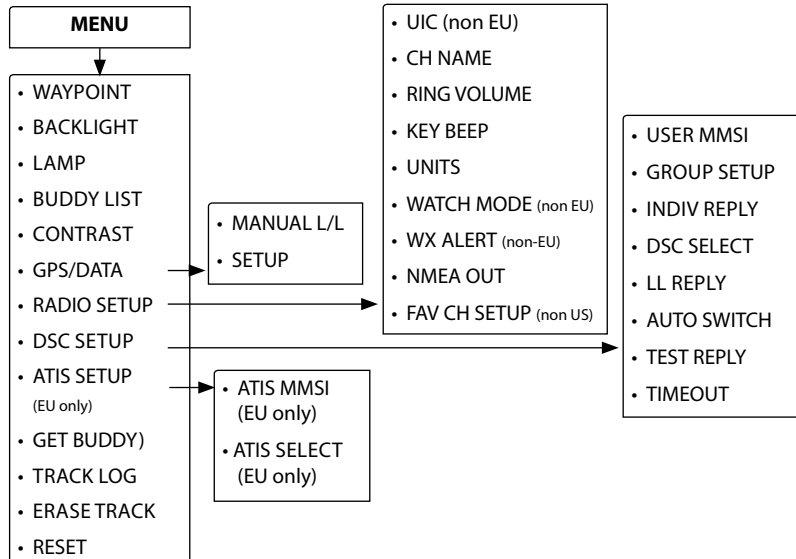 MENU
• WAYPOINT
• BACKLIGHT
• LAMP
• BUDDY LIST
• CONTRAST
• GPS/DATA
• RADIO SETUP
• DSC SETUP
• ATIS SETUP
(EU only)
• GET BUDDY)
• TRACK LOG
• ERASE TRACK
• RESET
• MANUAL L/L
• SETUP
• ATIS MMSI
(EU only)
• ATIS SELECT
(EU only)
• UIC (non EU)
• CH NAME
• RING VOLUME
• KEY BEEP
• UNITS
• WATCH MODE (non EU)
• WX ALERT (non-EU)
• NMEA OUT
• FAV CH SETUP (non US)
• USER MMSI
• GROUP SETUP
• INDIV REPLY
• DSC SELECT
• LL REPLY
• AUTO SWITCH
• TEST REPLY
• TIMEOUT